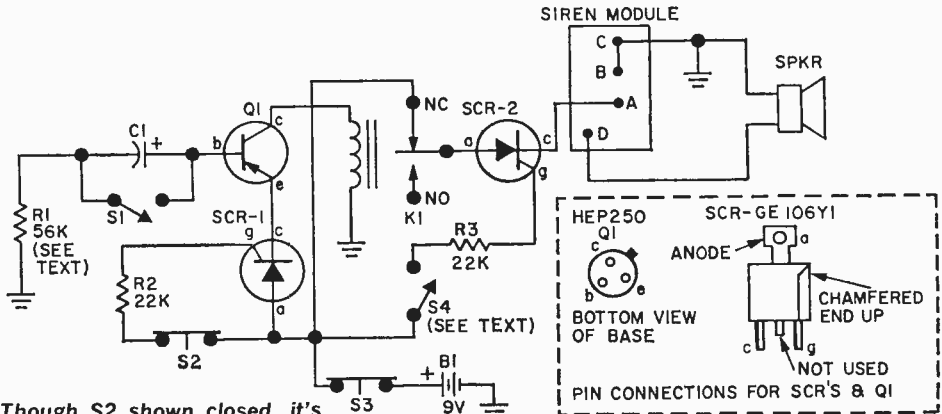 SIREN MODULE
C
B
A
D
SPKR
Q1
c
b
e
NC
SCR-2
a
c
g
NO
K1
C1
+
S1
R1
56K
(SEE
TEXT)
SCR-1
g
c
a
R2
22K
S2
R3
22K
S4
(SEE TEXT)
S3
+
B1
9V
HEP250
Q1
c
b
e
BOTTOM VIEW
OF BASE
SCR-GE 106Y1
ANODE
a
CHAMFERED
END UP
c
g
NOT USED
PIN CONNECTIONS FOR SCR'S & Q1
Though S2 shown closed, it's